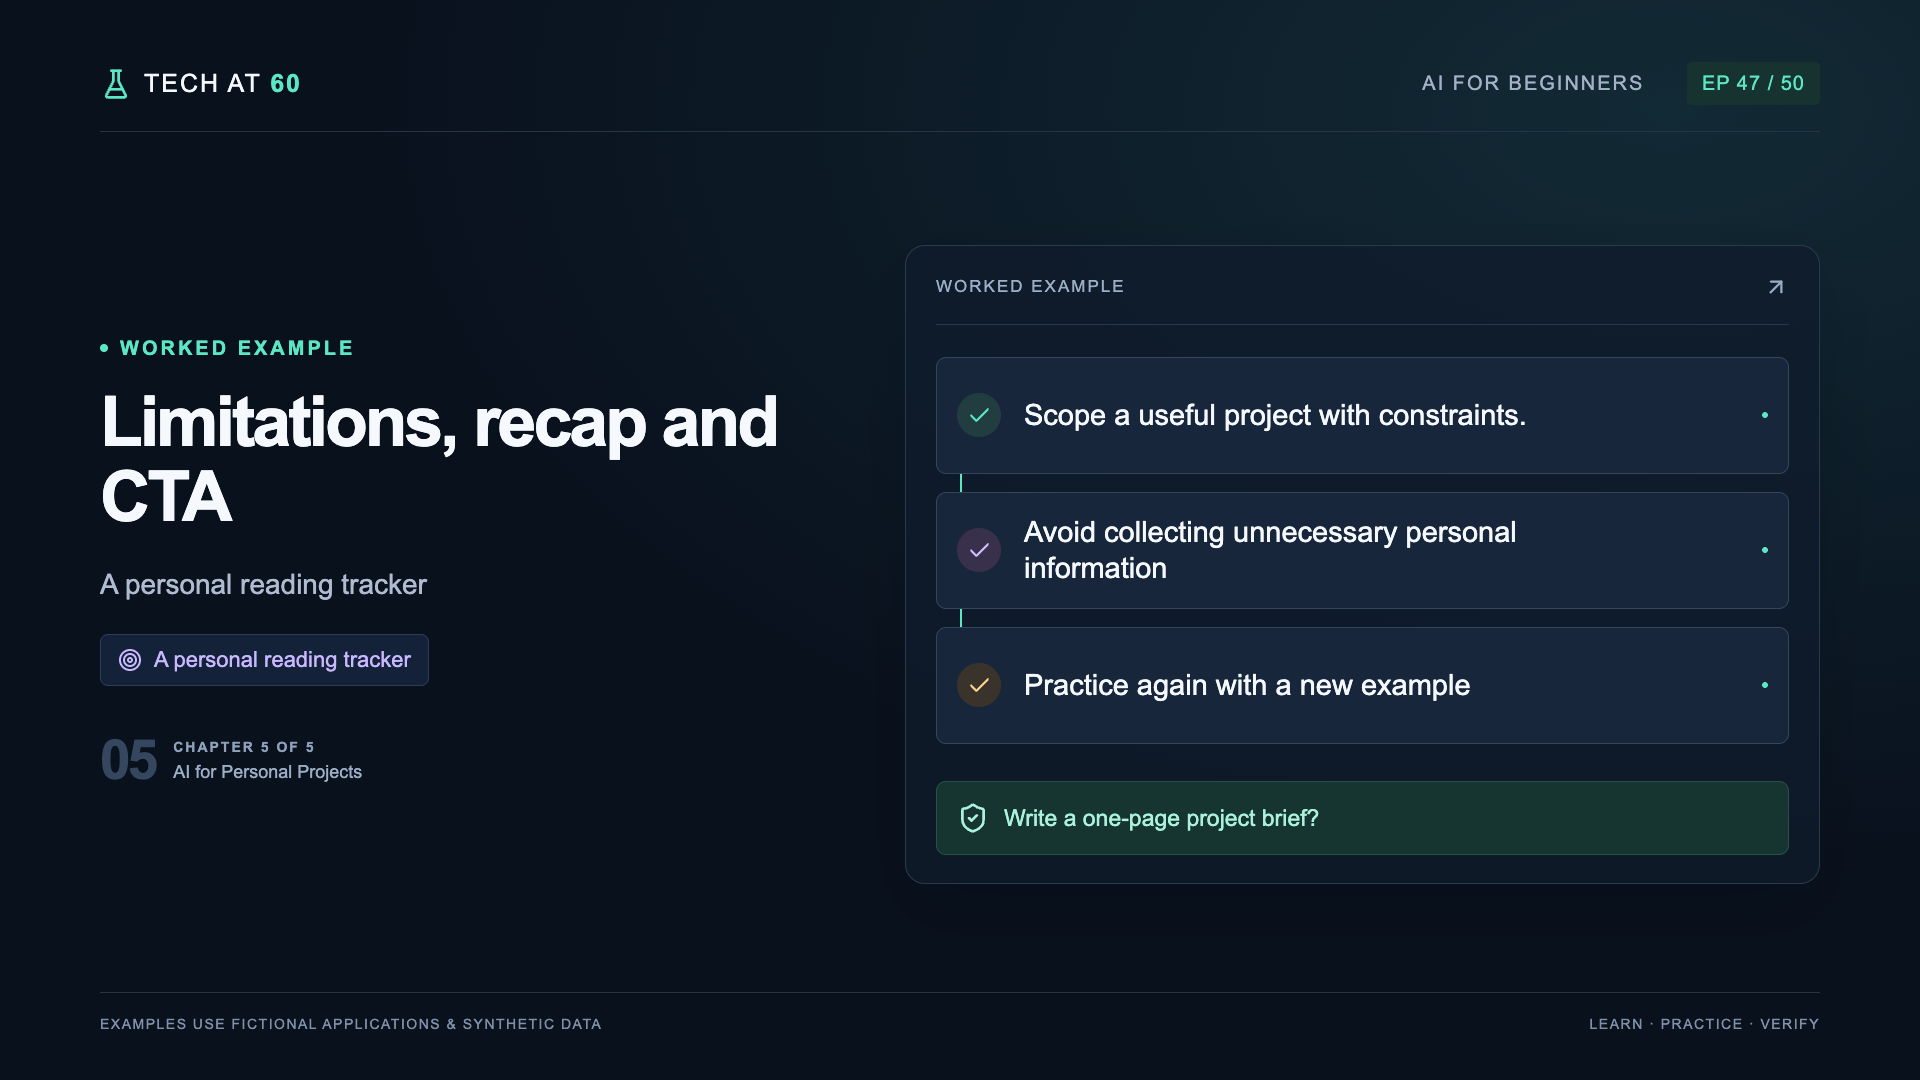 TECH AT 60
AI FOR BEGINNERS
EP 47 / 50
WORKED EXAMPLE
Limitations, recap and
CTA
A personal reading tracker
A personal reading tracker
05
CHAPTER 5 OF 5
AI for Personal Projects
WORKED EXAMPLE
Scope a useful project with constraints.
Avoid collecting unnecessary personal
information
Practice again with a new example
Write a one-page project brief?
EXAMPLES USE FICTIONAL APPLICATIONS & SYNTHETIC DATA
LEARN · PRACTICE · VERIFY